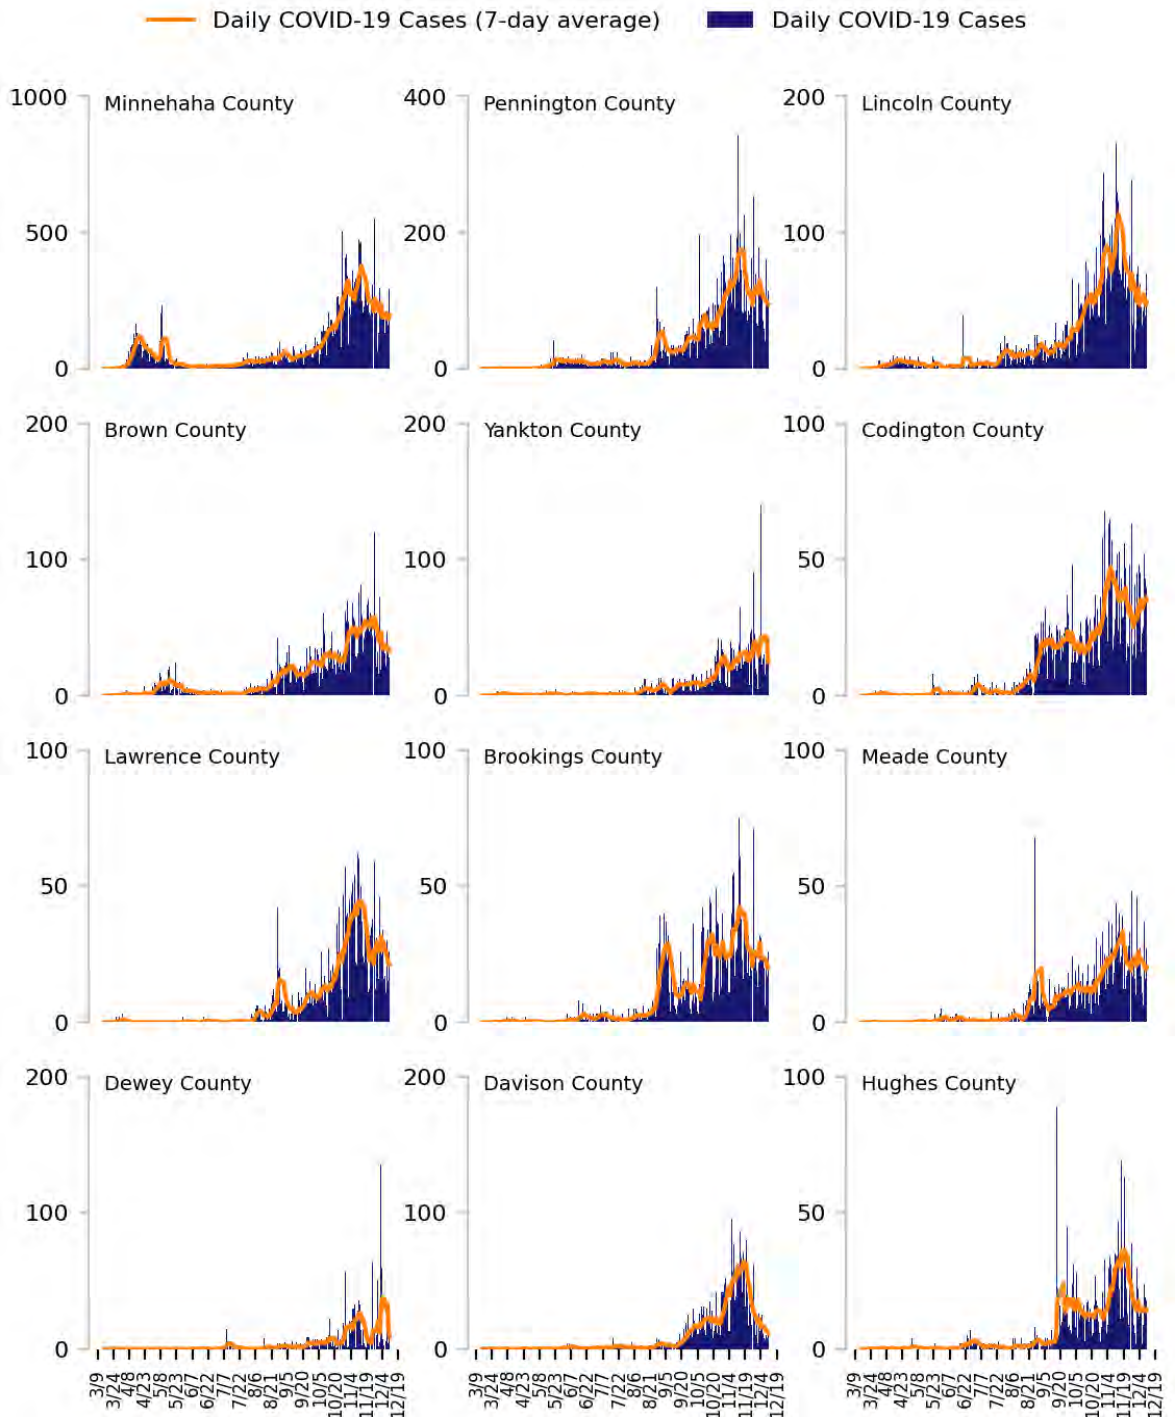 Daily COVID-19 Cases (7-day average) Daily COVID-19 Cases
1000 Minnehaha County 400 Pennington County 200 Lincoln County
500 200 100
0 0 0
200 Brown County 200 Yankton County 100 Codington County
100 100 50
0 0 0
100 Lawrence County 100 Brookings County 100 Meade County
50 50 50
0 0 0
200 Dewey County 200 Davison County 100 Hughes County
100 100 50
0 0 0
3/9 3/24 4/8 4/23 5/8 5/23 6/7 6/22 7/7 7/22 8/6 8/21 9/5 9/20 10/5 10/20 11/4 11/19 12/4 12/19 3/9 3/24 4/8 4/23 5/8 5/23 6/7 6/22 7/7 7/22 8/6 8/21 9/5 9/20 10/5 10/20 11/4 11/19 12/4 12/19 3/9 3/24 4/8 4/23 5/8 5/23 6/7 6/22 7/7 7/22 8/6 8/21 9/5 9/20 10/5 10/20 11/4 11/19 12/4 12/19